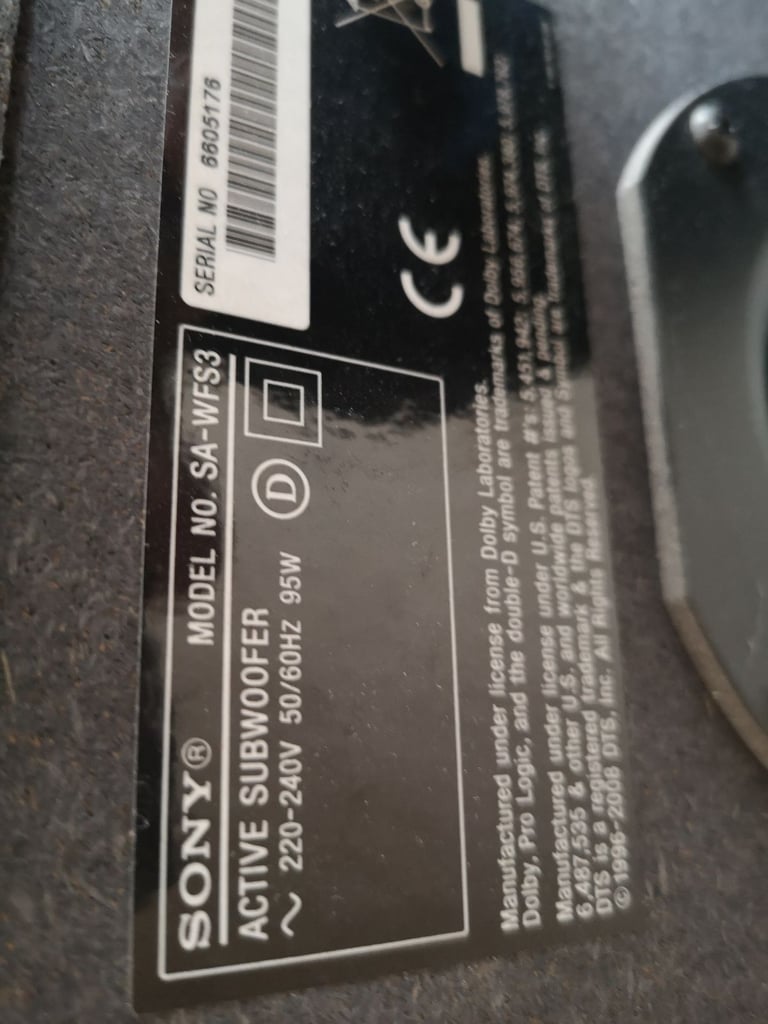 SONY® MODEL NO. SA-WFS3
ACTIVE SUBWOOFER
~ 220-240V 50/60HZ 95W
D
SERIAL NO 6605176
CE
Manufactured under license from Dolby Laboratories.
Dolby, Pro Logic, and the double-D symbol are trademarks of Dolby Laboratories.
Manufactured under license under U.S. Patent #'s: 5,451,942;
6,487,535 & other U.S. and worldwide patents issued & pending.
DTS is a registered trademark & the DTS logos and Symbol are Trademarks of DTS, Inc.
©1996-2008 DTS, Inc. All Rights Reserved.